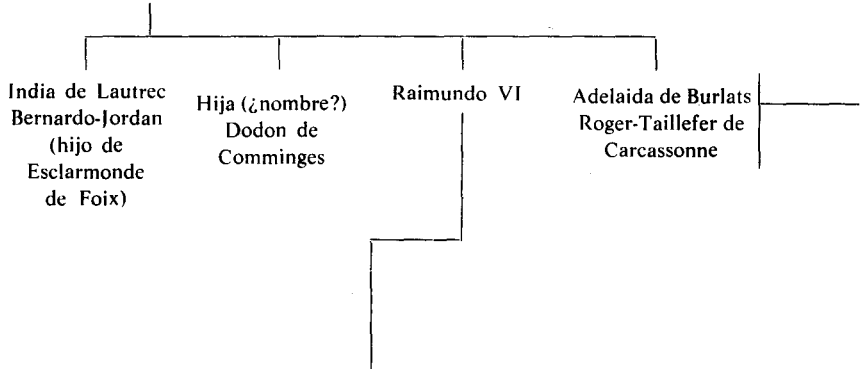 India de Lautrec
Bernardo-Jordan
(hijo de
Esclarmonde
de Foix)
Hija (¿nombre?)
Dodon de
Comminges
Raimundo VI
Adelaida de Burlats
Roger-Taillefer de
Carcassonne